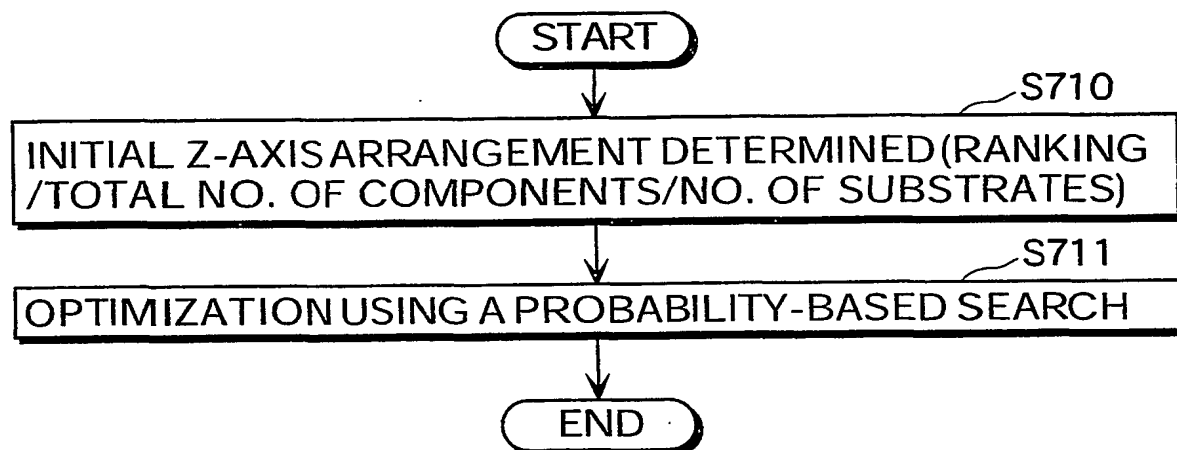 START
S710
INITIAL Z-AXIS ARRANGEMENT DETERMINED (RANKING
/TOTAL NO. OF COMPONENTS/NO. OF SUBSTRATES)
S711
OPTIMIZATION USING A PROBABILITY-BASED SEARCH
END